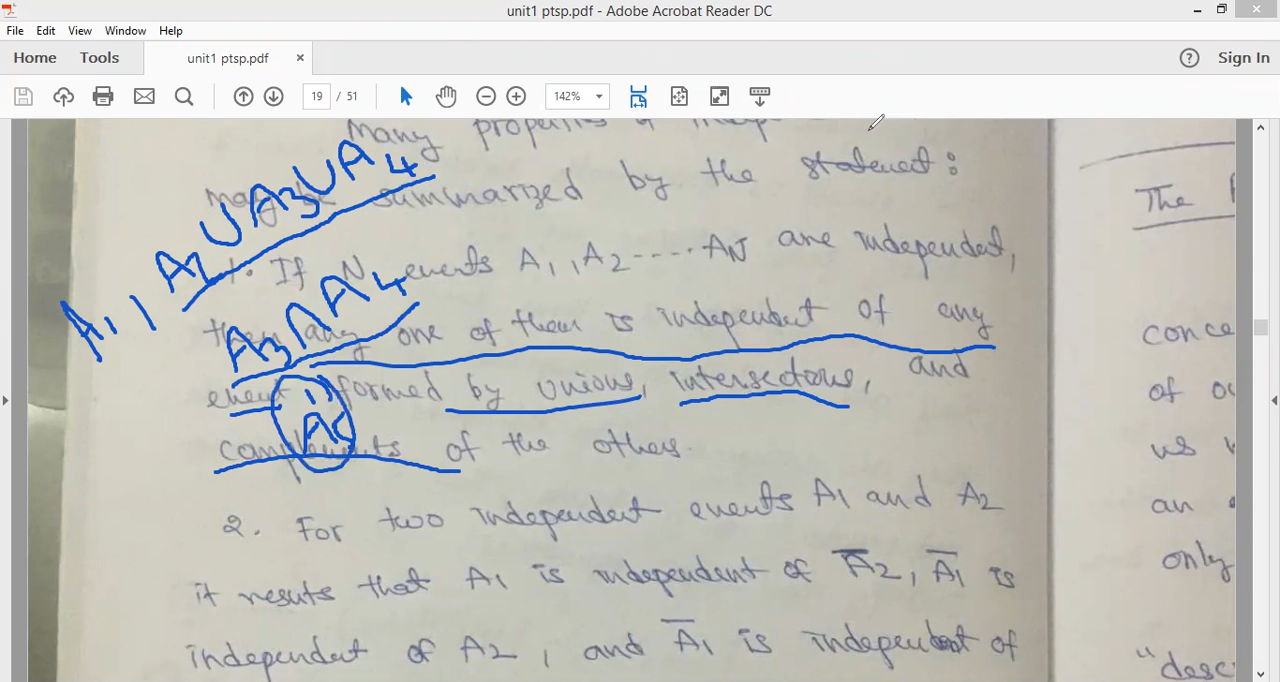 unit1 ptsp.pdf - Adobe Acrobat Reader DC
File Edit View Window Help
Home Tools unit1 ptsp.pdf × ? Sign In
19 / 51 142%
Many properties of
may be summarized by the statement: The
1. If N events A1, A2 ----- AN are independent,
then any one of them is independent of any conce
event formed by unions, intersections, and of
complements of the others. us
2. For two independent events A1 and A2 an
it results that A1 is independent of A̅2, A̅1 is only
independent of A2, and A̅1 is independent of
"desc
A1, A2UA3UA4
A3∩A4